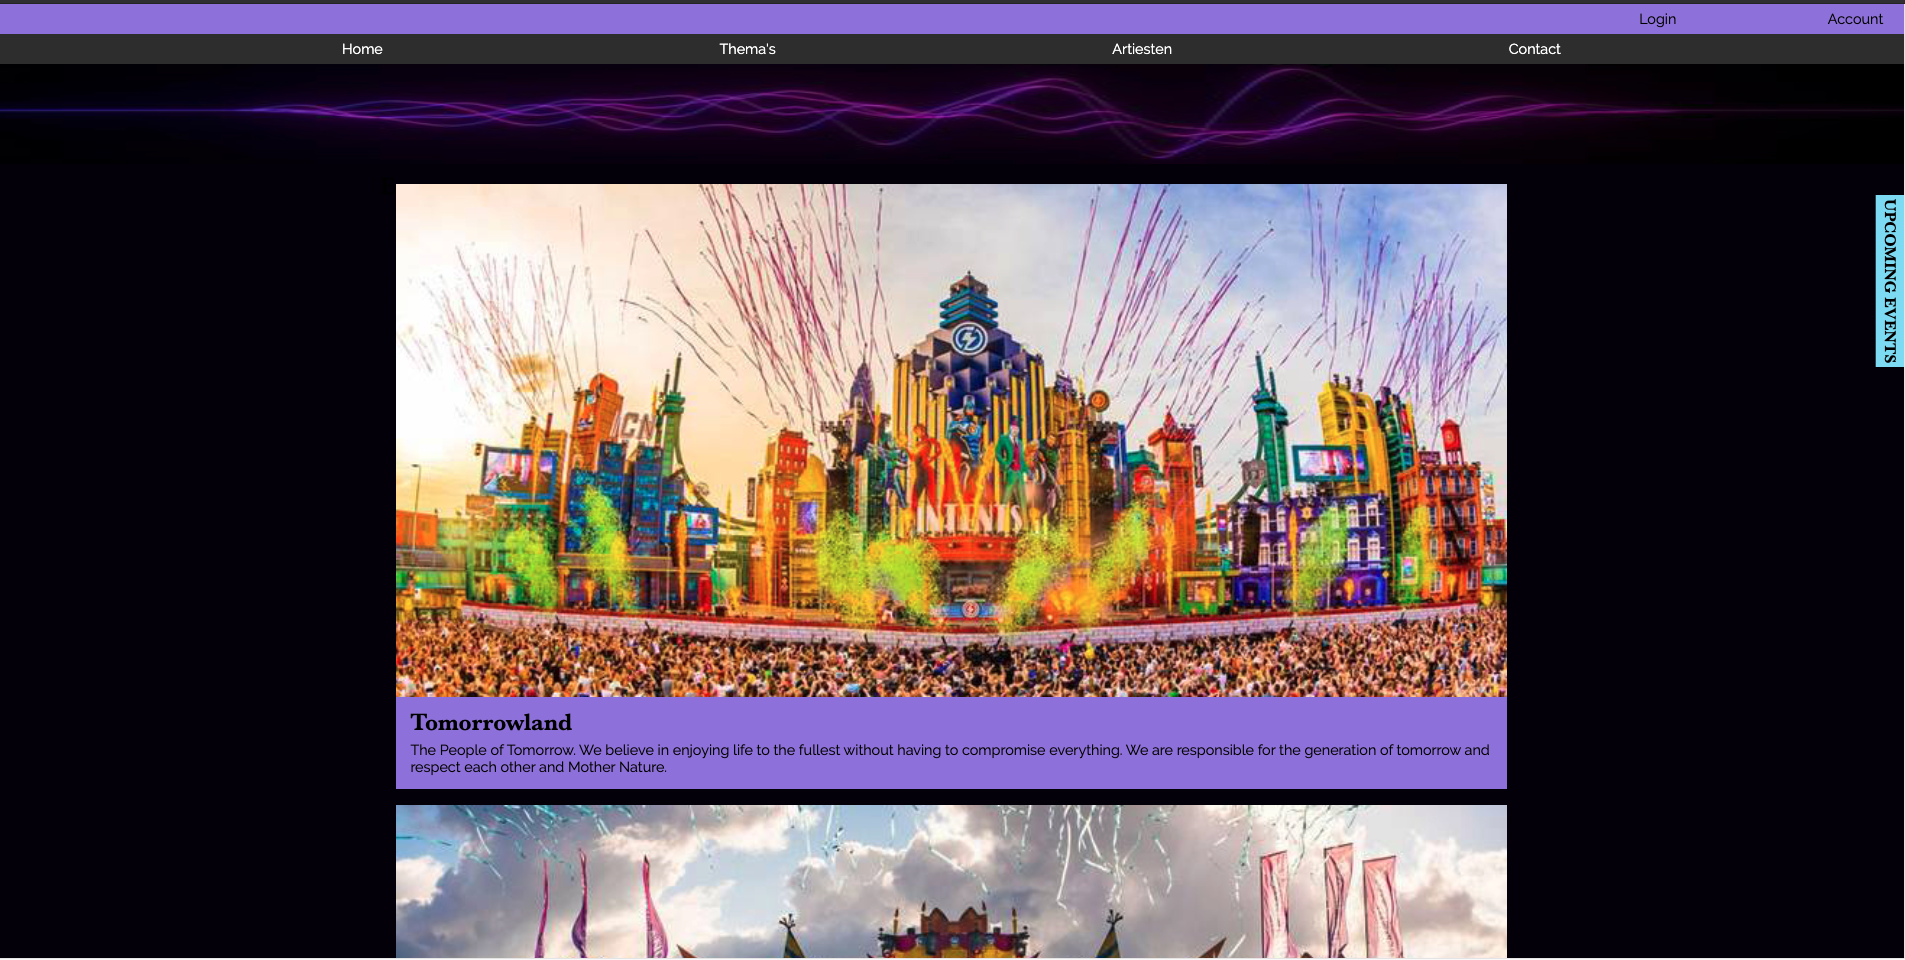 Login
Account
Home
Thema's
Artiesten
Contact
UPCOMING EVENTS
INTENTS
Tomorrowland
The People of Tomorrow. We believe in enjoying life to the fullest without having to compromise everything. We are responsible for the generation of tomorrow and
respect each other and Mother Nature.